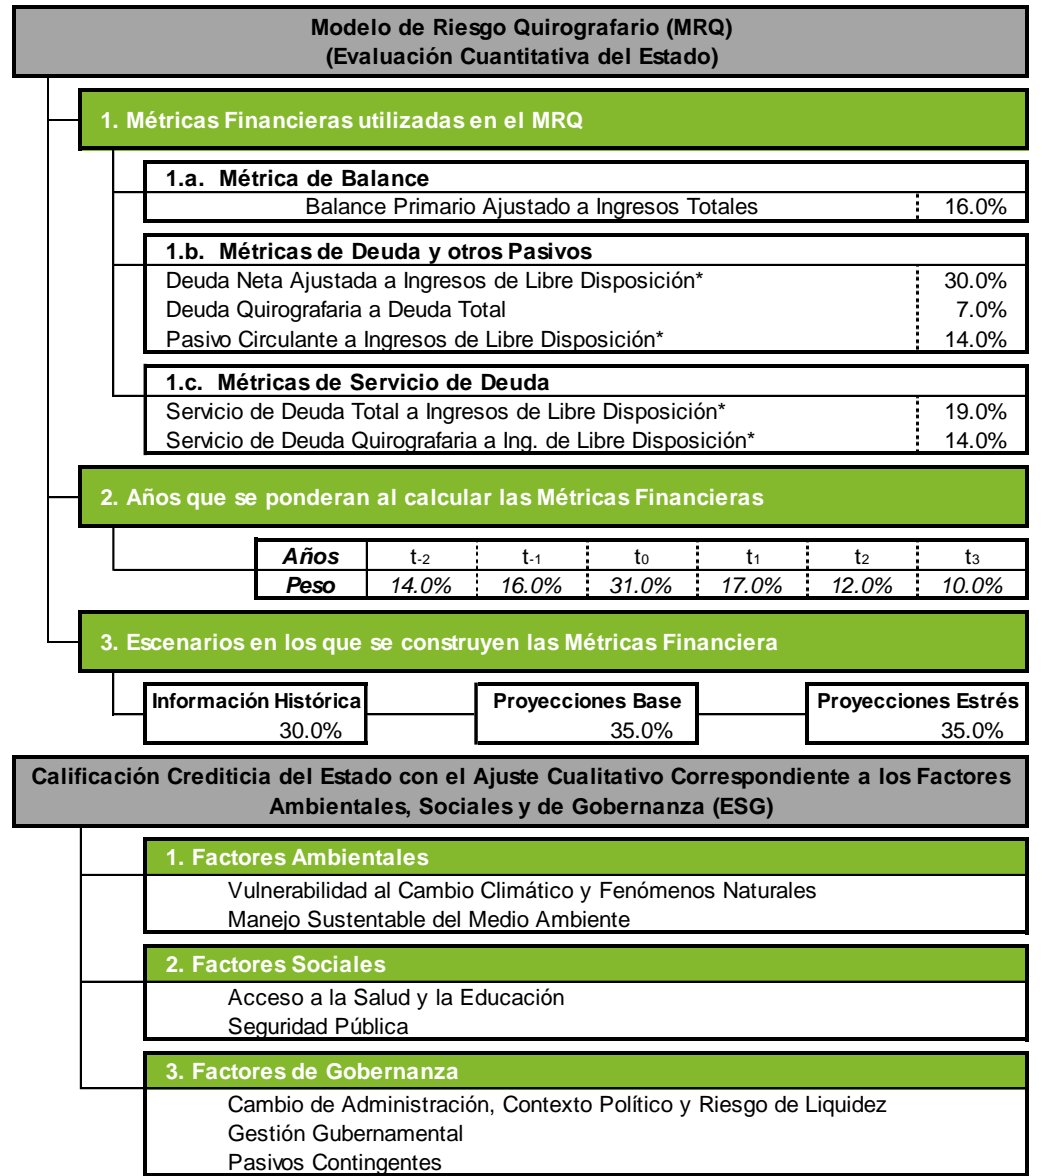 Modelo de Riesgo Quirografario (MRQ)
(Evaluación Cuantitativa del Estado)
1. Métricas Financieras utilizadas en el MRQ
1.a. Métrica de Balance
Balance Primario Ajustado a Ingresos Totales 16.0%
1.b. Métricas de Deuda y otros Pasivos
Deuda Neta Ajustada a Ingresos de Libre Disposición* 30.0%
Deuda Quirografaria a Deuda Total 7.0%
Pasivo Circulante a Ingresos de Libre Disposición* 14.0%
1.c. Métricas de Servicio de Deuda
Servicio de Deuda Total a Ingresos de Libre Disposición* 19.0%
Servicio de Deuda Quirografaria a Ing. de Libre Disposición* 14.0%
2. Años que se ponderan al calcular las Métricas Financieras
Años t-2 t-1 t0 t1 t2 t3
Peso 14.0% 16.0% 31.0% 17.0% 12.0% 10.0%
3. Escenarios en los que se construyen las Métricas Financiera
Información Histórica Proyecciones Base Proyecciones Estrés
30.0% 35.0% 35.0%
Calificación Crediticia del Estado con el Ajuste Cualitativo Correspondiente a los Factores
Ambientales, Sociales y de Gobernanza (ESG)
1. Factores Ambientales
Vulnerabilidad al Cambio Climático y Fenómenos Naturales
Manejo Sustentable del Medio Ambiente
2. Factores Sociales
Acceso a la Salud y la Educación
Seguridad Pública
3. Factores de Gobernanza
Cambio de Administración, Contexto Político y Riesgo de Liquidez
Gestión Gubernamental
Pasivos Contingentes